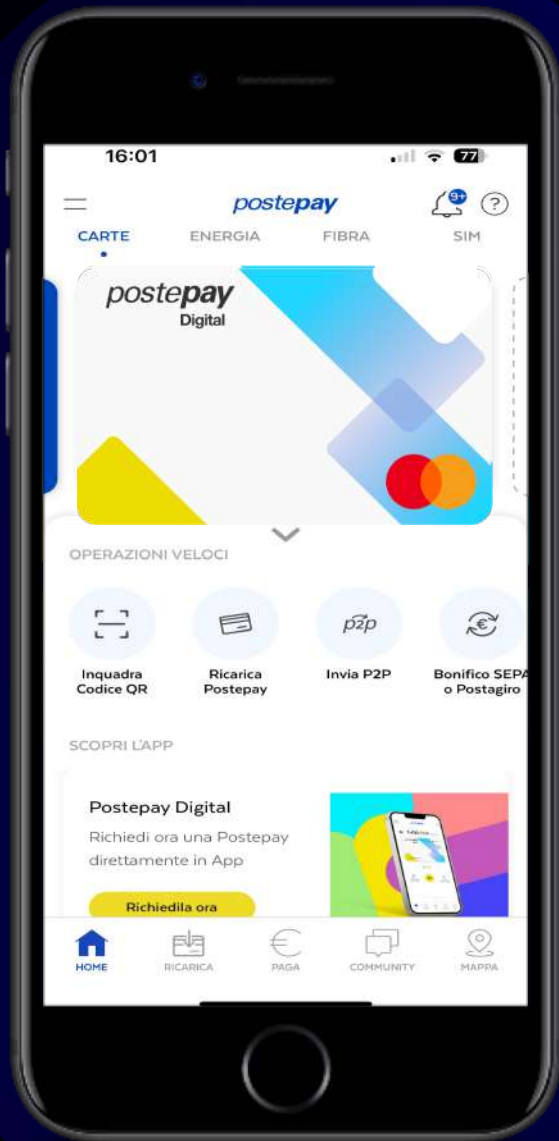 16:01
77
postepay
9+
?
CARTE
ENERGIA
FIBRA
SIM
postepay
Digital
OPERAZIONI VELOCI
p2p
€
Inquadra
Codice QR
Ricarica
Postepay
Invia P2P
Bonifico SEPA
o Postagiro
SCOPRI L'APP
Postepay Digital
Richiedi ora una Postepay
direttamente in App
Richiedila ora
€
HOME
RICARICA
PAGA
COMMUNITY
MAPPA